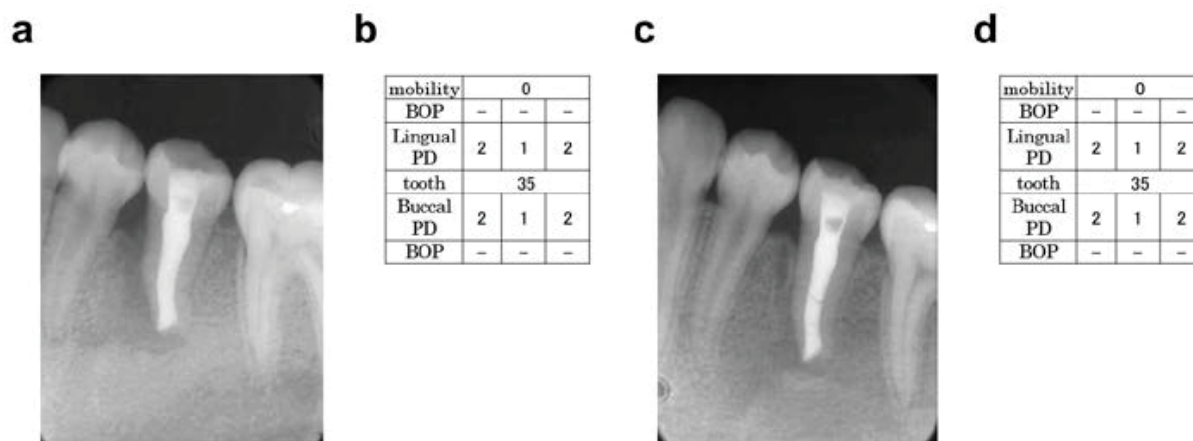 a b c d
mobility 0
BOP - - -
Lingual PD 2 1 2
tooth 35
Buccal PD 2 1 2
BOP - - -
mobility 0
BOP - - -
Lingual PD 2 1 2
tooth 35
Buccal PD 2 1 2
BOP - - -